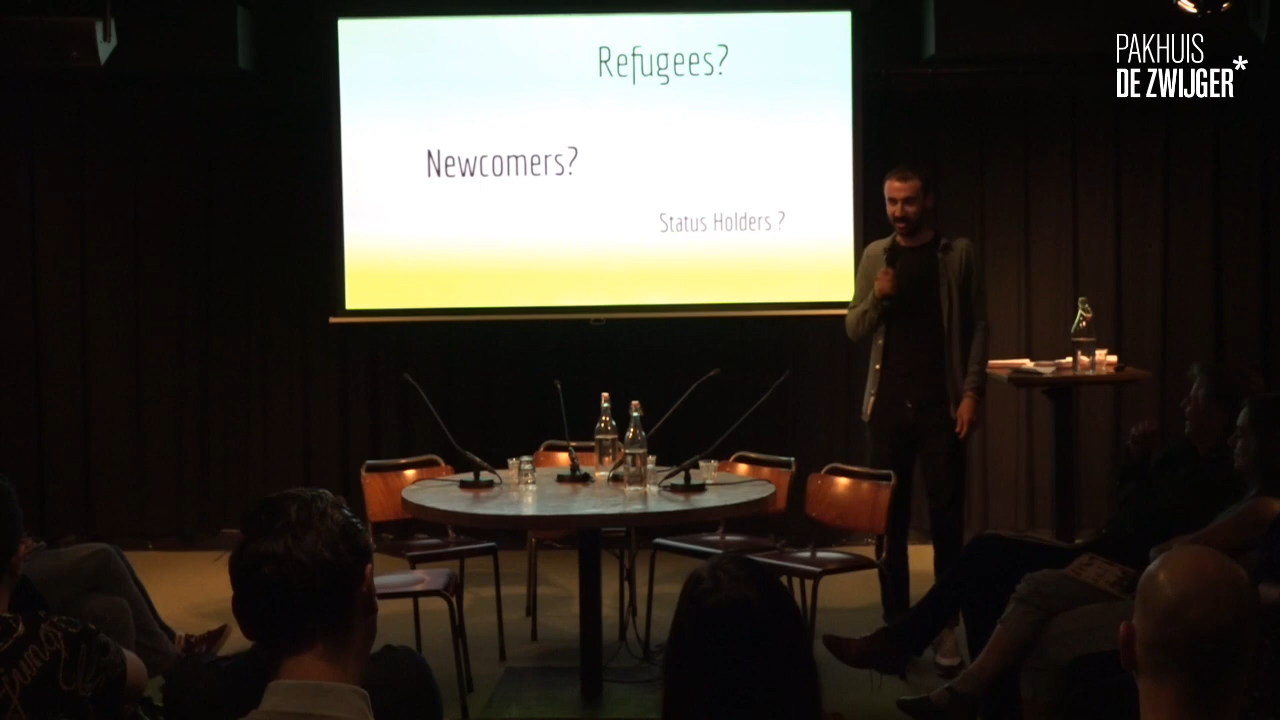 Refugees?
Newcomers?
Status Holders ?
PAKHUIS
DE ZWIJGER*